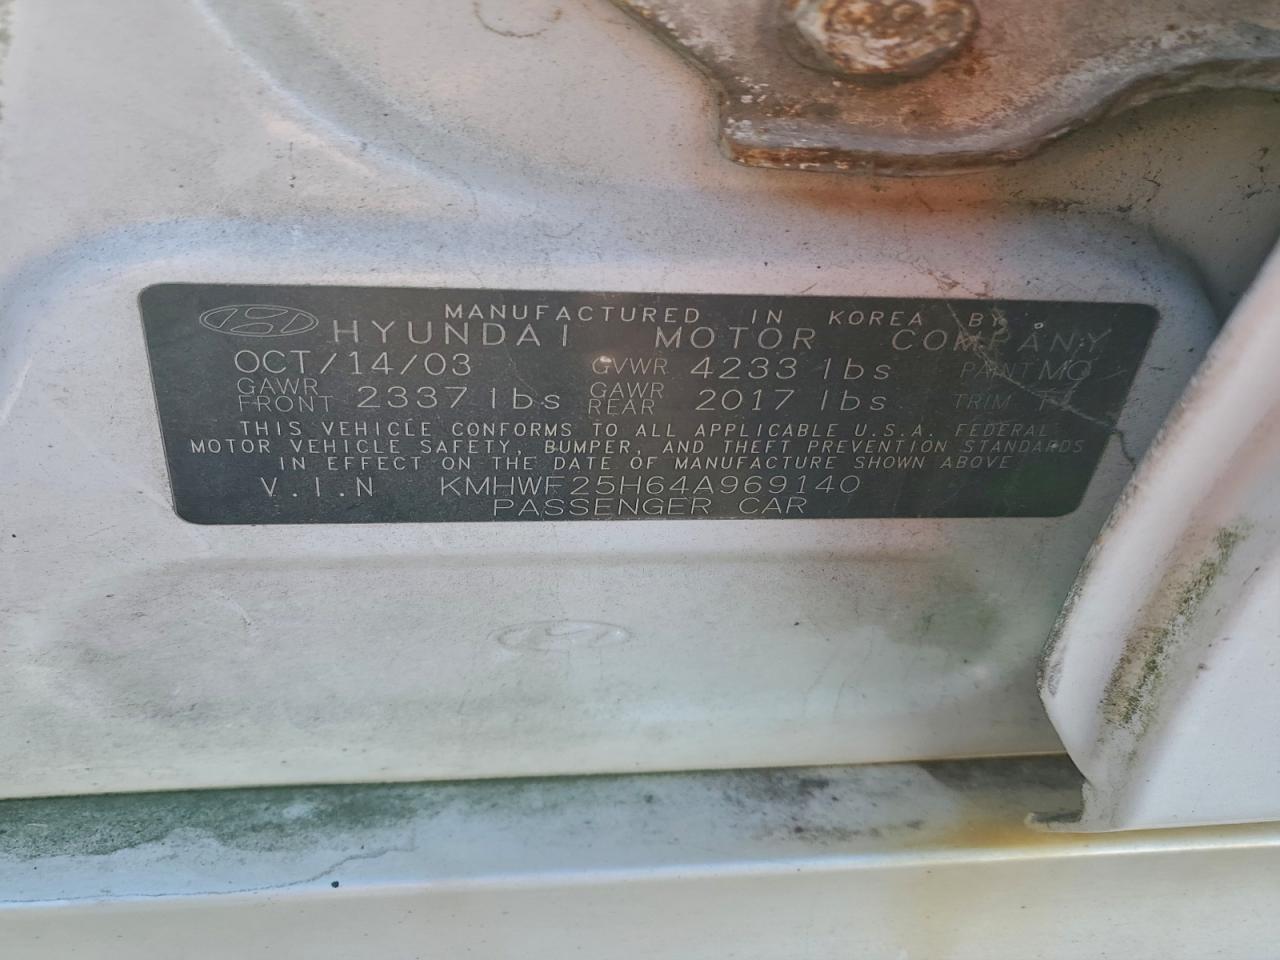 MANUFACTURED IN KOREA BY
HYUNDAI MOTOR COMPANY
OCT/14/03 GVWR 4233 lbs PAINT MO
GAWR FRONT 2337 lbs GAWR REAR 2017 lbs TRIM
THIS VEHICLE CONFORMS TO ALL APPLICABLE U.S.A. FEDERAL
MOTOR VEHICLE SAFETY, BUMPER, AND THEFT PREVENTION STANDARDS
IN EFFECT ON THE DATE OF MANUFACTURE SHOWN ABOVE
V.I.N KMHWF25H64A969140
PASSENGER CAR